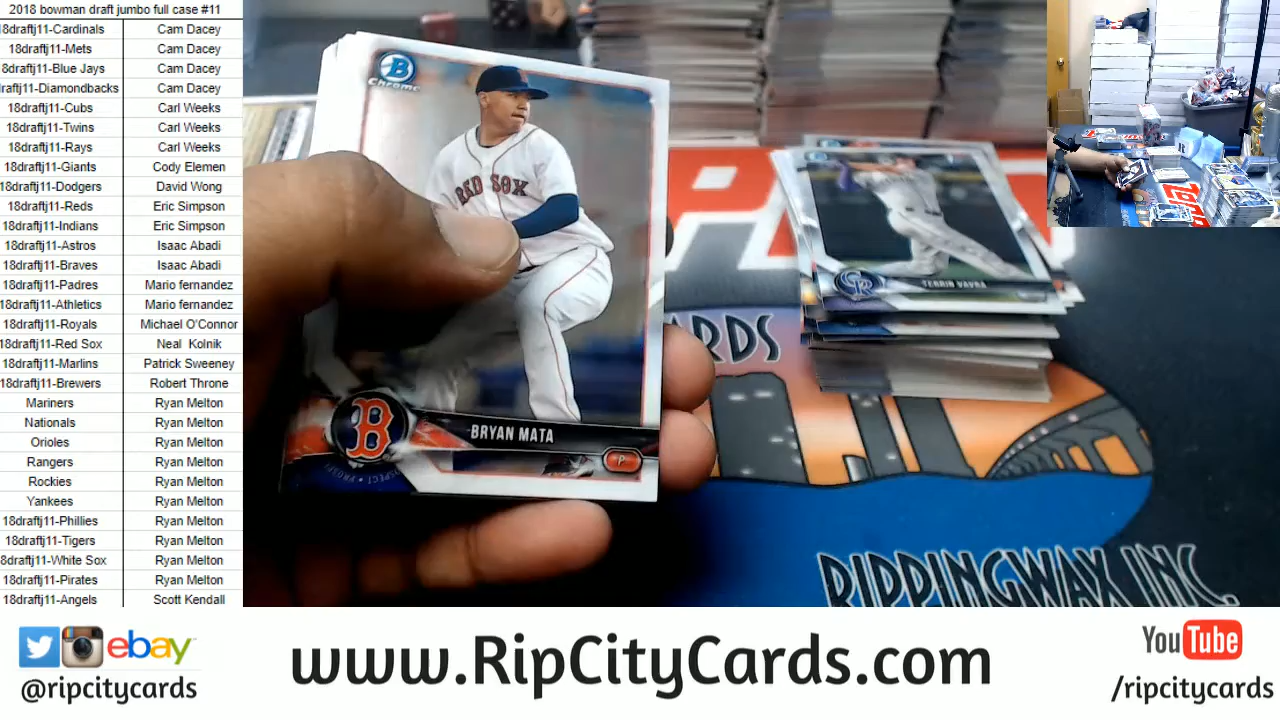 2018 bowman draft jumbo full case #11
18draftj11-Cardinals Cam Dacey
18draftj11-Mets Cam Dacey
18draftj11-Blue Jays Cam Dacey
raftj11-Diamondbacks Cam Dacey
18draftj11-Cubs Carl Weeks
18draftj11-Twins Carl Weeks
18draftj11-Rays Carl Weeks
18draftj11-Giants Cody Elemen
18draftj11-Dodgers David Wong
18draftj11-Reds Eric Simpson
18draftj11-Indians Eric Simpson
18draftj11-Astros Isaac Abadi
18draftj11-Braves Isaac Abadi
18draftj11-Padres Mario fernandez
18draftj11-Athletics Mario fernandez
18draftj11-Royals Michael O'Connor
18draftj11-Red Sox Neal Kolnik
18draftj11-Marlins Patrick Sweeney
18draftj11-Brewers Robert Throne
Mariners Ryan Melton
Nationals Ryan Melton
Orioles Ryan Melton
Rangers Ryan Melton
Rockies Ryan Melton
Yankees Ryan Melton
18draftj11-Phillies Ryan Melton
18draftj11-Tigers Ryan Melton
8draftj11-White Sox Ryan Melton
18draftj11-Pirates Ryan Melton
18draftj11-Angels Scott Kendall
B
Chrome
RED SOX
B
BRYAN MATA
P
CR
TERRIN VAVRA
RDS
RIPPINGWAX INC.
ebay
@ripcitycards
www.RipCityCards.com
YouTube
/ripcitycards